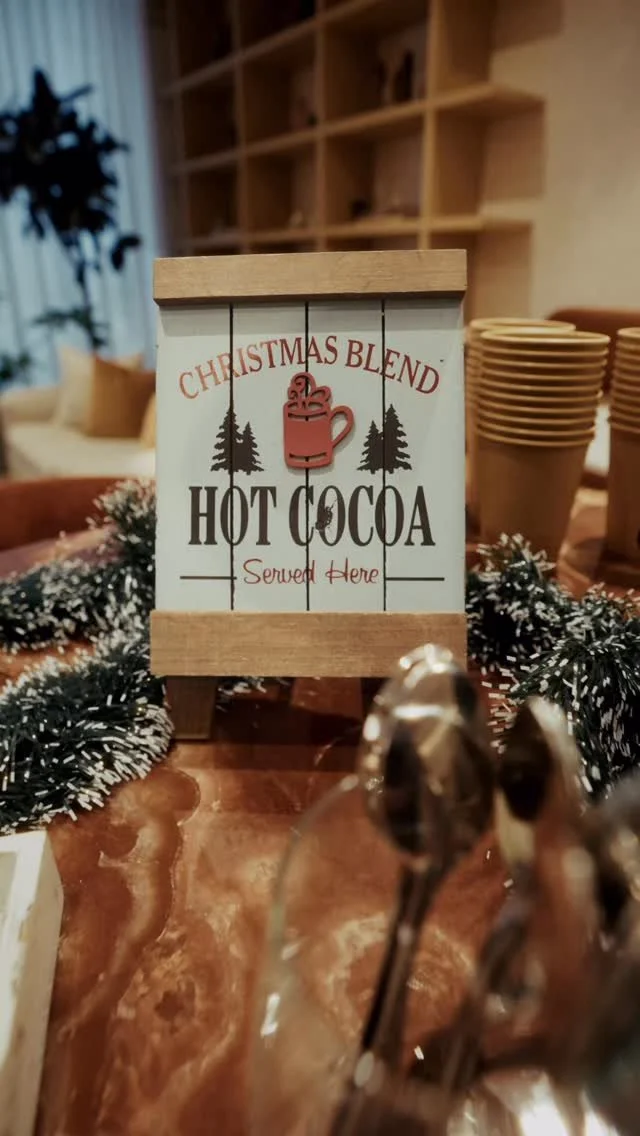 CHRISTMAS BLEND
HOT COCOA
Served Here